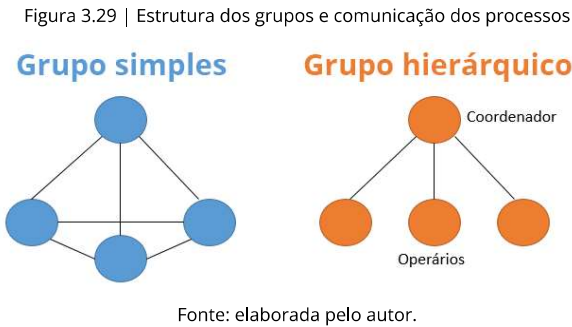 Figura 3.29 | Estrutura dos grupos e comunicação dos processos
Grupo simples
Grupo hierárquico
Coordenador
Operários
Fonte: elaborada pelo autor.